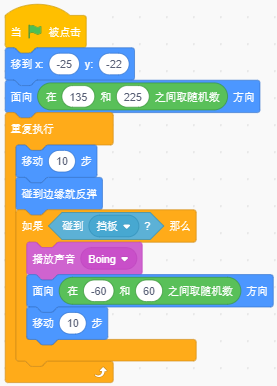 当 被点击
移到 x: -25 y: -22
面向 在 135 和 225 之间取随机数 方向
重复执行
移动 10 步
碰到边缘就反弹
如果 碰到 挡板 ? 那么
播放声音 Boing
面向 在 -60 和 60 之间取随机数 方向
移动 10 步